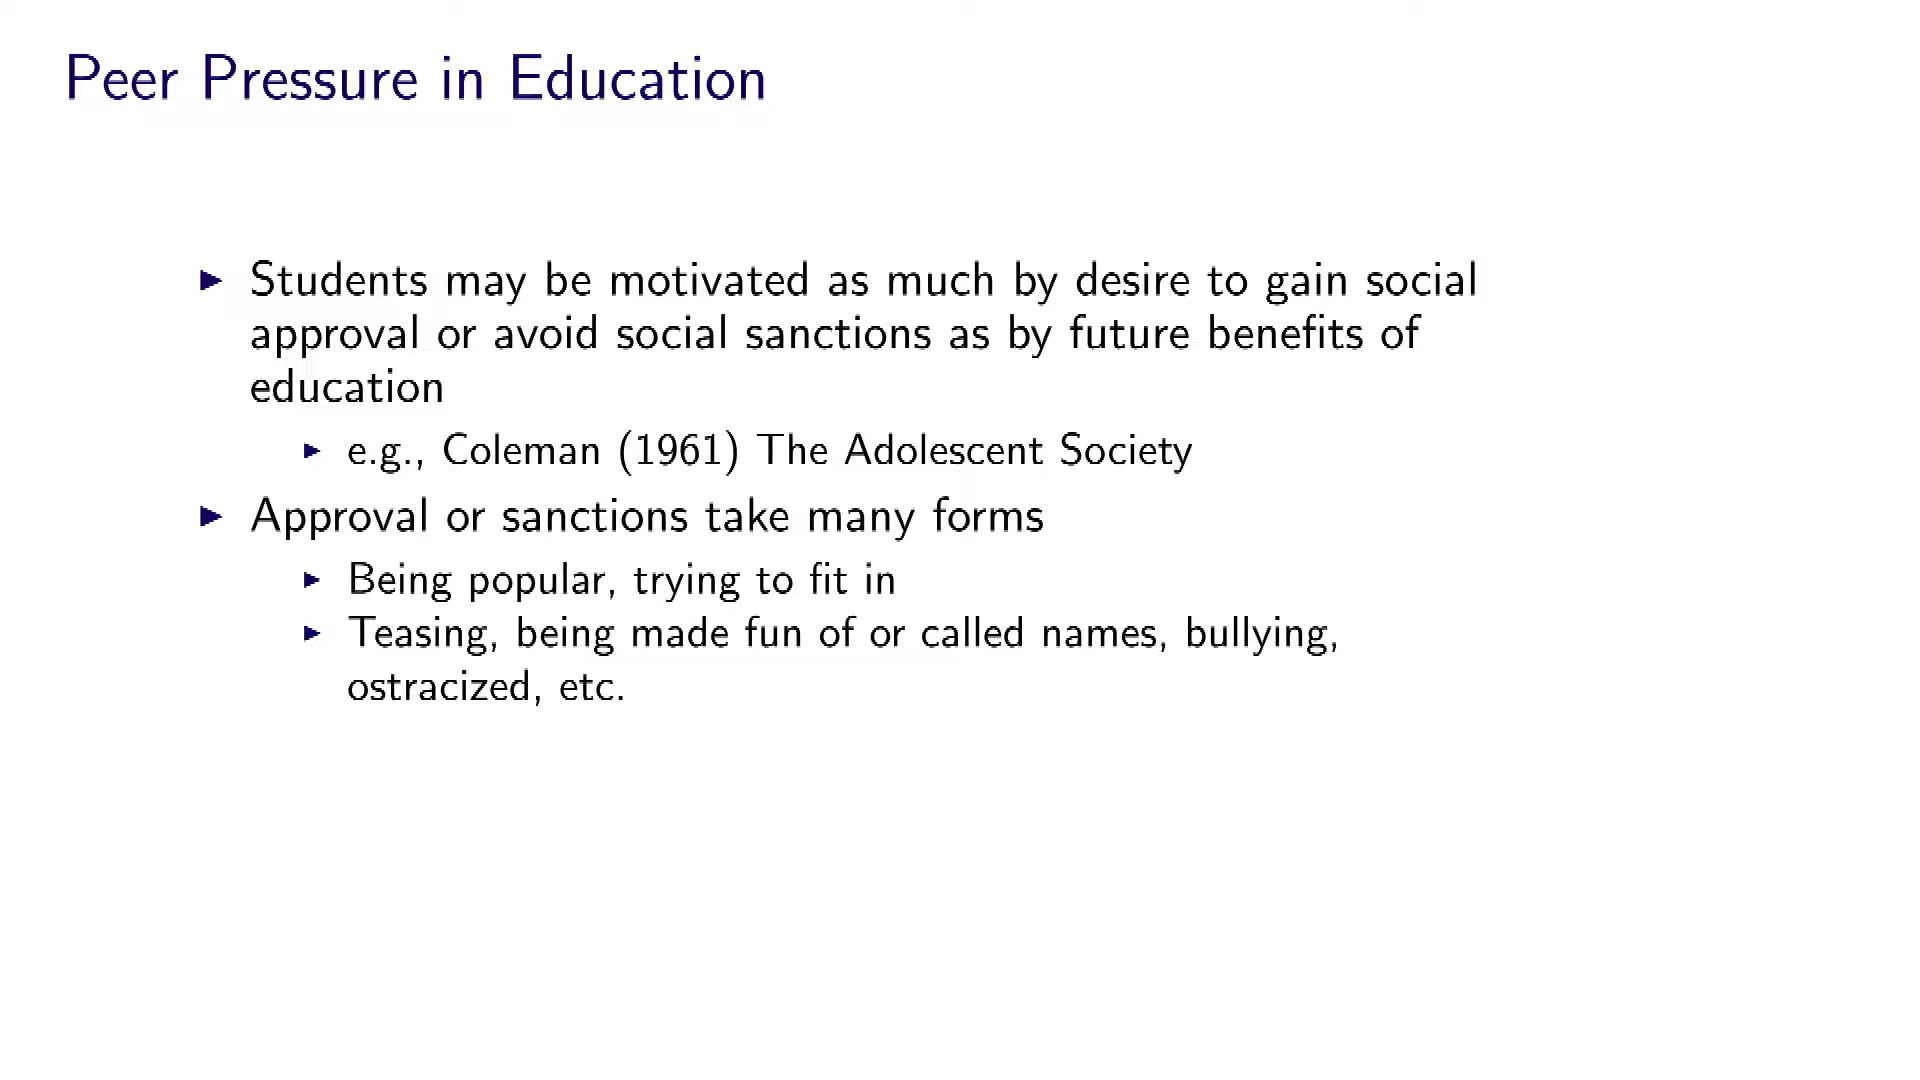 Peer Pressure in Education
▶ Students may be motivated as much by desire to gain social
approval or avoid social sanctions as by future benefits of
education
▶ e.g., Coleman (1961) The Adolescent Society
▶ Approval or sanctions take many forms
▶ Being popular, trying to fit in
▶ Teasing, being made fun of or called names, bullying,
ostracized, etc.